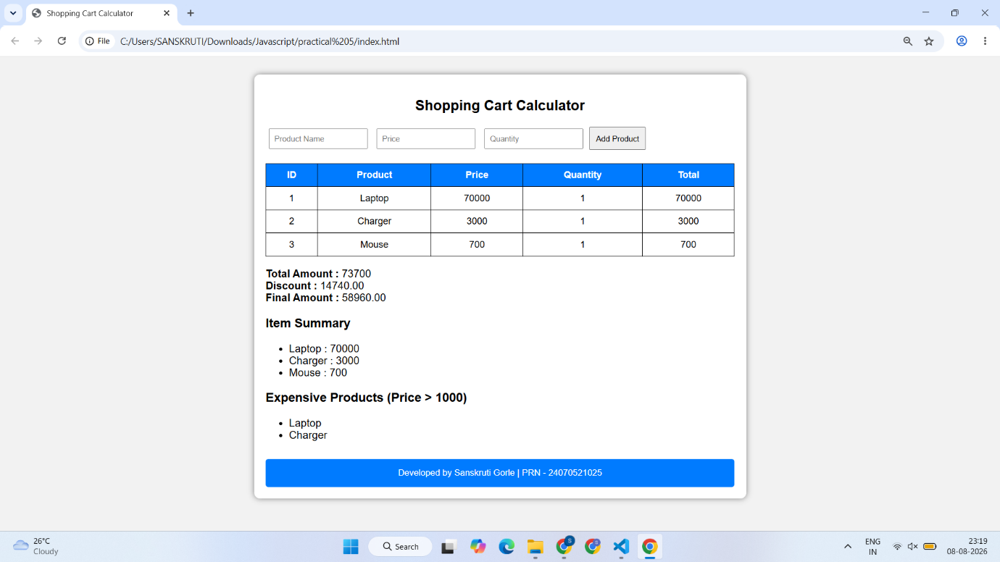 Shopping Cart Calculator
File
C:/Users/SANSKRUTI/Downloads/Javascript/practical%205/index.html
Shopping Cart Calculator
Product Name Price Quantity Add Product
ID Product Price Quantity Total
1 Laptop 70000 1 70000
2 Charger 3000 1 3000
3 Mouse 700 1 700
Total Amount : 73700
Discount : 14740.00
Final Amount : 58960.00
Item Summary
• Laptop : 70000
• Charger : 3000
• Mouse : 700
Expensive Products (Price > 1000)
• Laptop
• Charger
Developed by Sanskruti Gorle | PRN - 24070521025
26°C
Cloudy
Search
S
S
ENG
IN
23:19
08-08-2026